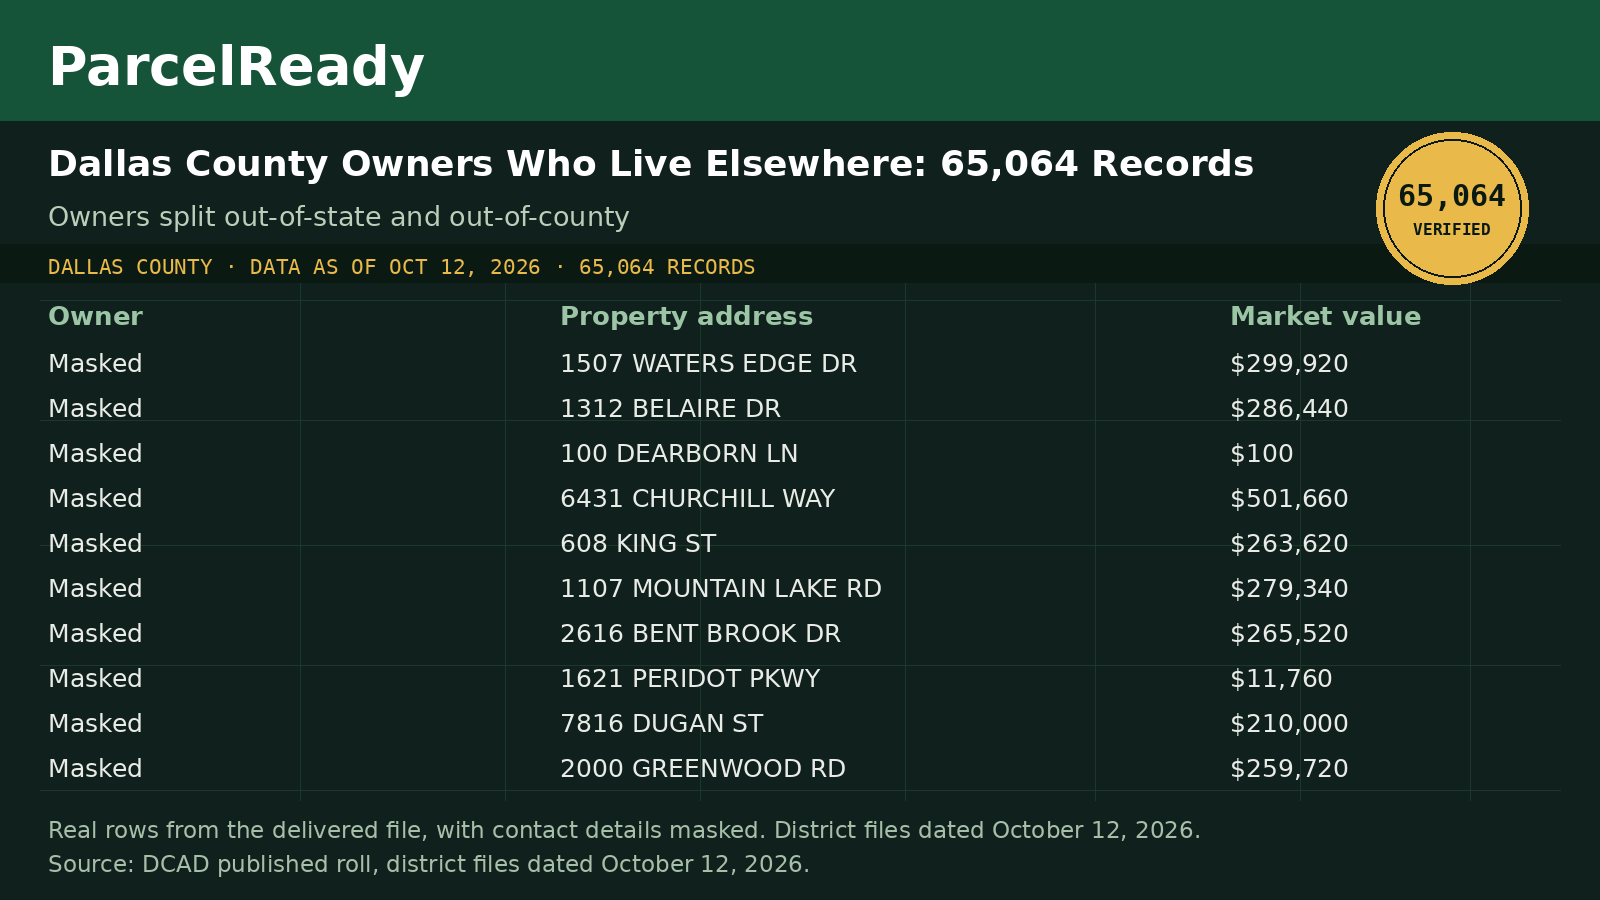 ParcelReady
Dallas County Owners Who Live Elsewhere: 65,064 Records
Owners split out-of-state and out-of-county
65,064
VERIFIED
DALLAS COUNTY · DATA AS OF OCT 12, 2026 · 65,064 RECORDS
Owner Property address Market value
Masked 1507 WATERS EDGE DR $299,920
Masked 1312 BELAIRE DR $286,440
Masked 100 DEARBORN LN $100
Masked 6431 CHURCHILL WAY $501,660
Masked 608 KING ST $263,620
Masked 1107 MOUNTAIN LAKE RD $279,340
Masked 2616 BENT BROOK DR $265,520
Masked 1621 PERIDOT PKWY $11,760
Masked 7816 DUGAN ST $210,000
Masked 2000 GREENWOOD RD $259,720
Real rows from the delivered file, with contact details masked. District files dated October 12, 2026.
Source: DCAD published roll, district files dated October 12, 2026.